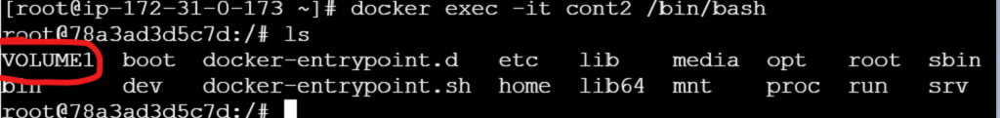 [root@ip-172-31-0-173 ~]# docker exec -it cont2 /bin/bash
root@78a3ad3d5c7d:/# ls
VOLUME1  boot  docker-entrypoint.d   etc   lib    media  opt   root  sbin
bin      dev   docker-entrypoint.sh  home  lib64  mnt    proc  run   srv
root@78a3ad3d5c7d:/#